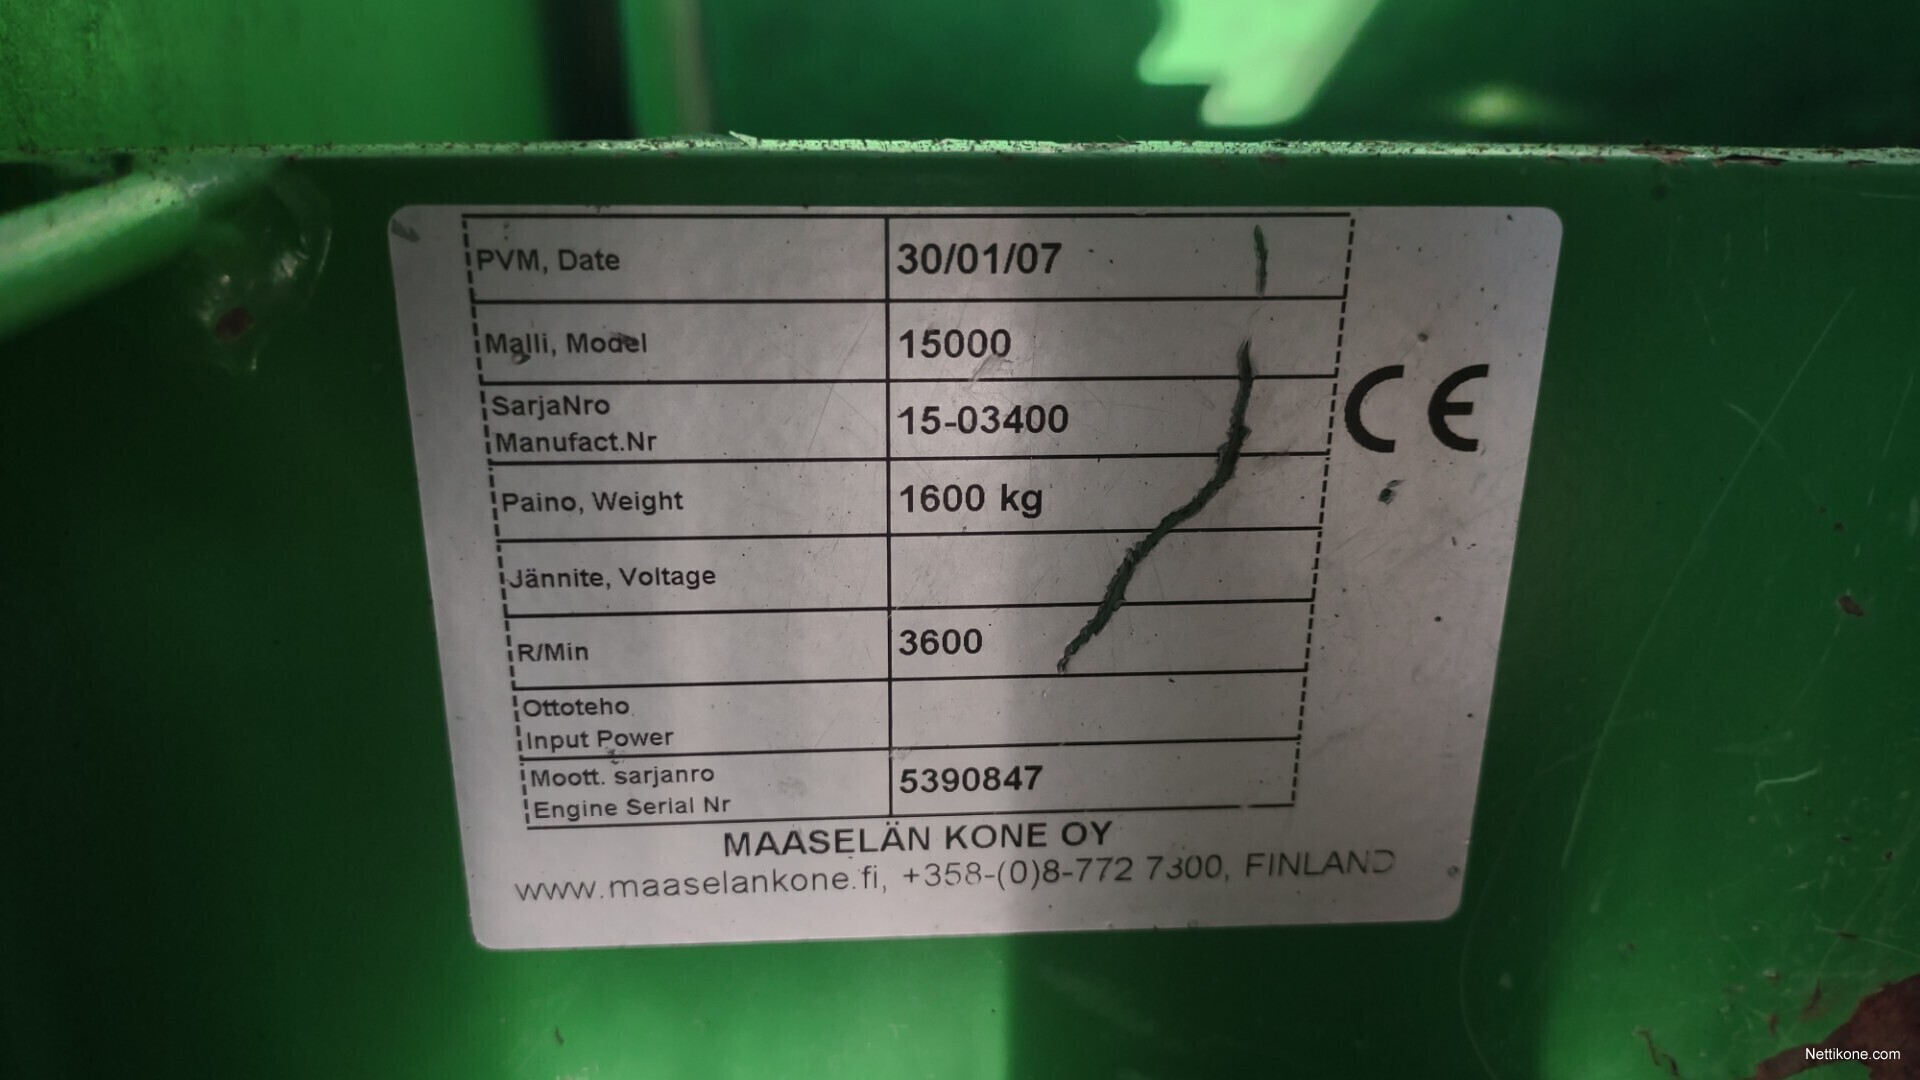 PVM, Date 30/01/07
Malli, Model 15000
SarjaNro
Manufact.Nr 15-03400
Paino, Weight 1600 kg
Jännite, Voltage
R/Min 3600
Ottoteho
Input Power
Moott. sarjanro
Engine Serial Nr 5390847
CE
MAASELÄN KONE OY
www.maaselankone.fi, +358-(0)8-772 7300, FINLAND
Nettikone.com